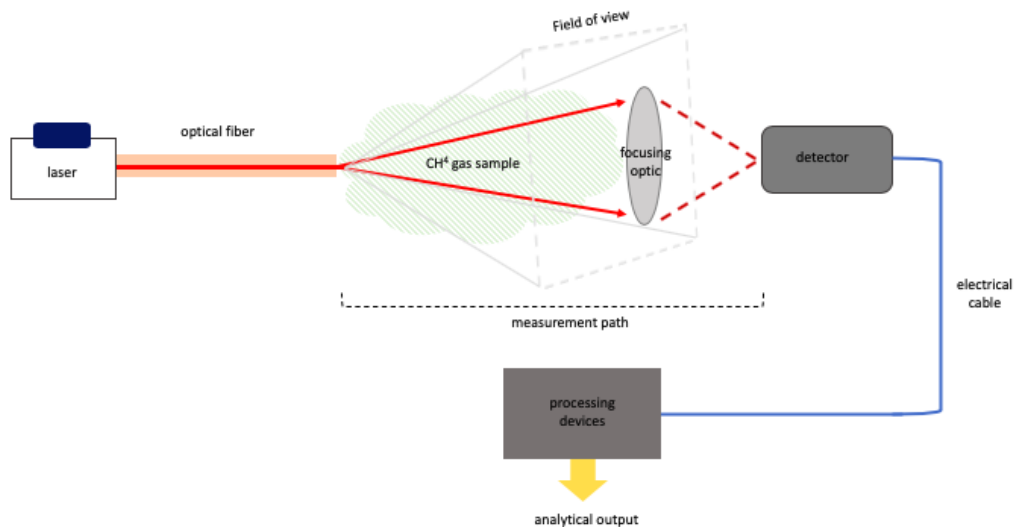 Field of view
optical fiber
laser
CH⁴ gas sample
focusing
optic
detector
electrical
cable
measurement path
processing
devices
analytical output